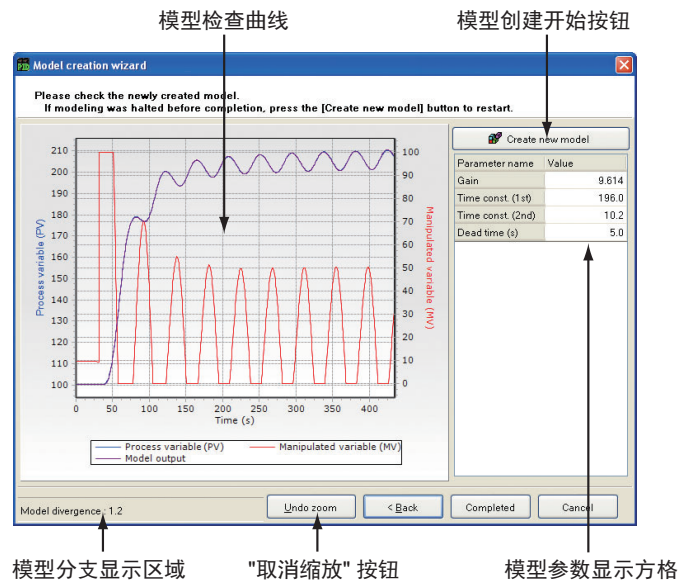 模型检查曲线
模型创建开始按钮
Model creation wizard
Please check the newly created model.
If modeling was halted before completion, press the [Create new model] button to restart.
Create new model
Parameter name Value
Gain 9.614
Time const. (1st) 196.0
Time const. (2nd) 10.2
Dead time (s) 5.0
Process variable (PV)
210
200
190
180
170
160
150
140
130
120
110
100
100
90
80
70
60
50
40
30
20
10
0
Manipulated variable (MV)
0 50 100 150 200 250 300 350 400
Time (s)
Process variable (PV) Manipulated variable (MV)
Model output
Model divergence : 1.2
Undo zoom
< Back
Completed
Cancel
模型分支显示区域
"取消缩放" 按钮
模型参数显示方格